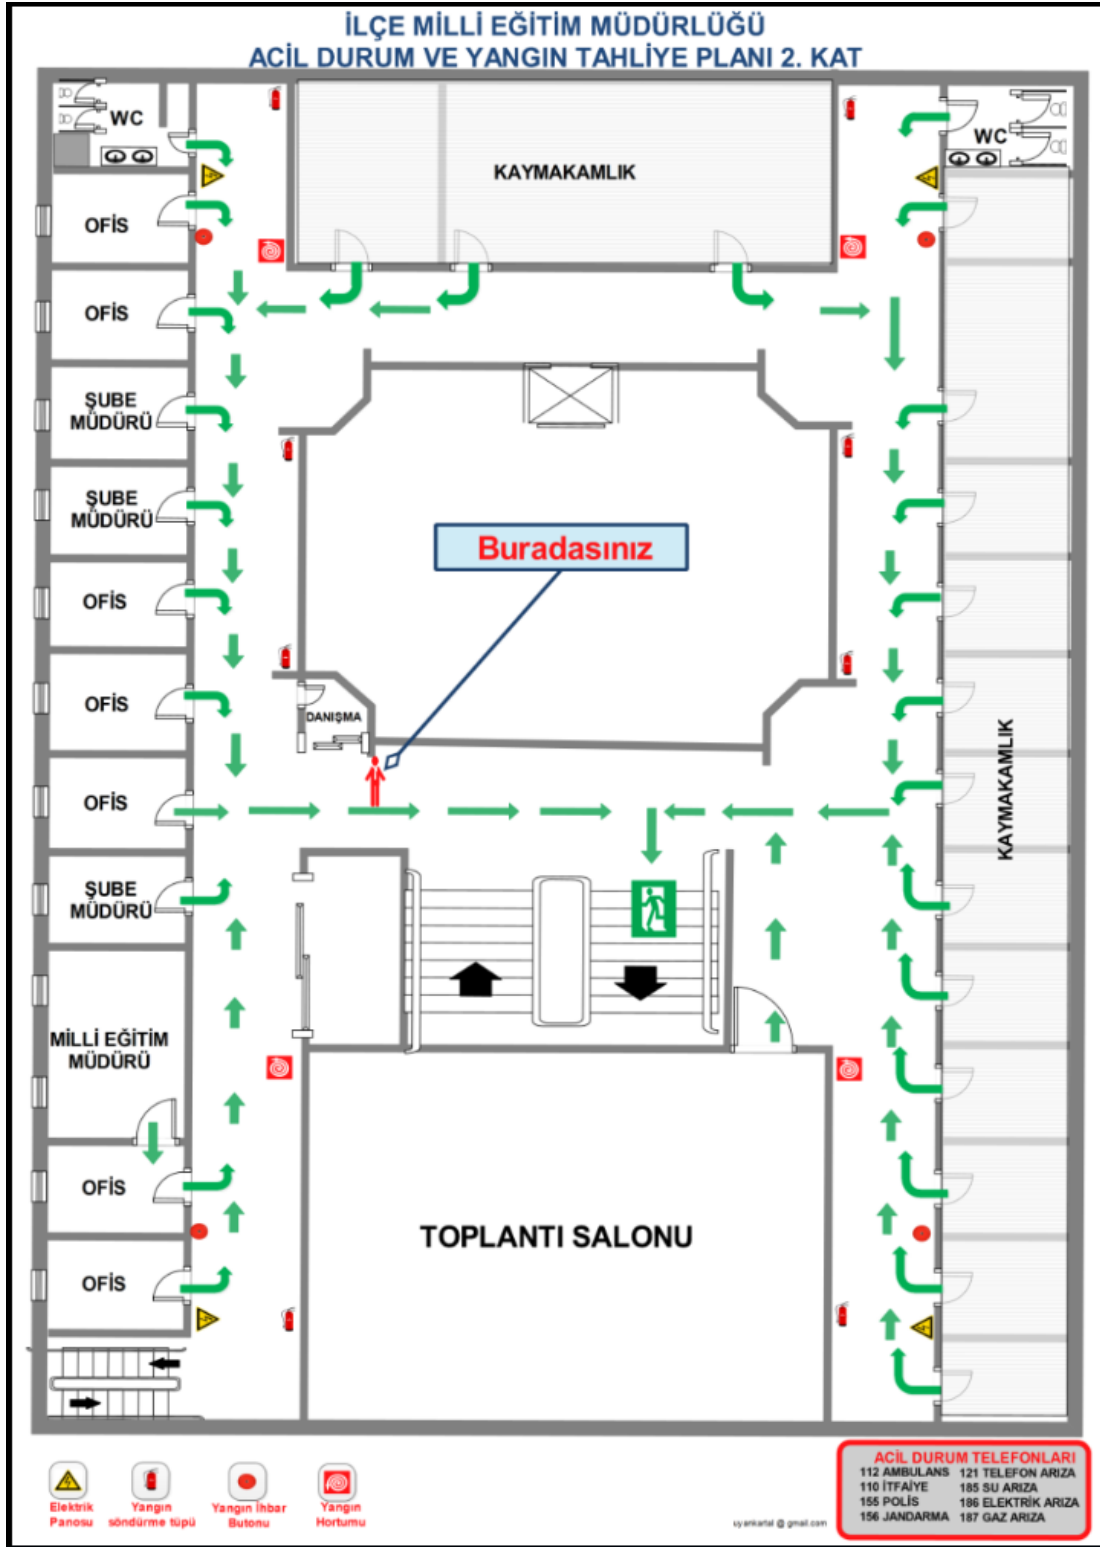 İLÇE MİLLİ EĞİTİM MÜDÜRLÜĞÜ
ACİL DURUM VE YANGIN TAHLİYE PLANI 2. KAT
WC
WC
KAYMAKAMLIK
OFİS
OFİS
ŞUBE
MÜDÜRÜ
ŞUBE
MÜDÜRÜ
Buradasınız
OFİS
OFİS
DANIŞMA
OFİS
KAYMAKAMLIK
ŞUBE
MÜDÜRÜ
MİLLİ EĞİTİM
MÜDÜRÜ
OFİS
TOPLANTI SALONU
OFİS
Elektrik
Panosu
Yangın
söndürme tüpü
Yangın İhbar
Butonu
Yangın
Hortumu
uyankartal @ gmail.com
ACİL DURUM TELEFONLARI
112 AMBULANS 121 TELEFON ARIZA
110 İTFAİYE 185 SU ARIZA
155 POLİS 186 ELEKTRİK ARIZA
156 JANDARMA 187 GAZ ARIZA